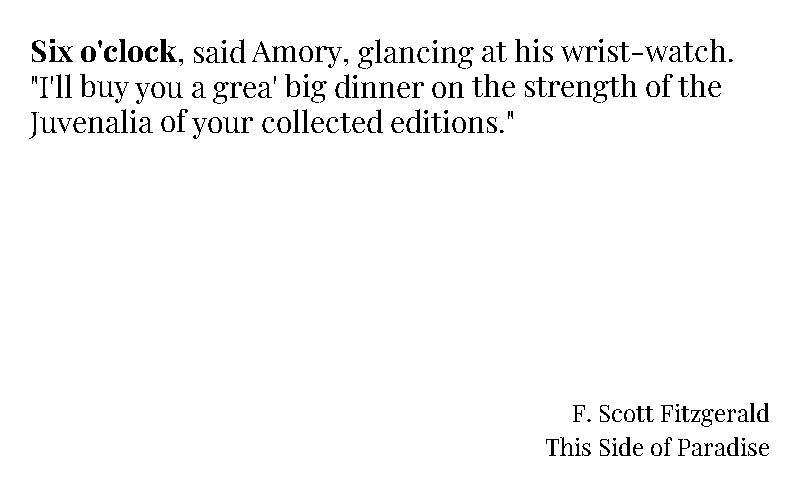 Six o'clock, said Amory, glancing at his wrist-watch.
"I'll buy you a grea' big dinner on the strength of the
Juvenalia of your collected editions."
F. Scott Fitzgerald
This Side of Paradise